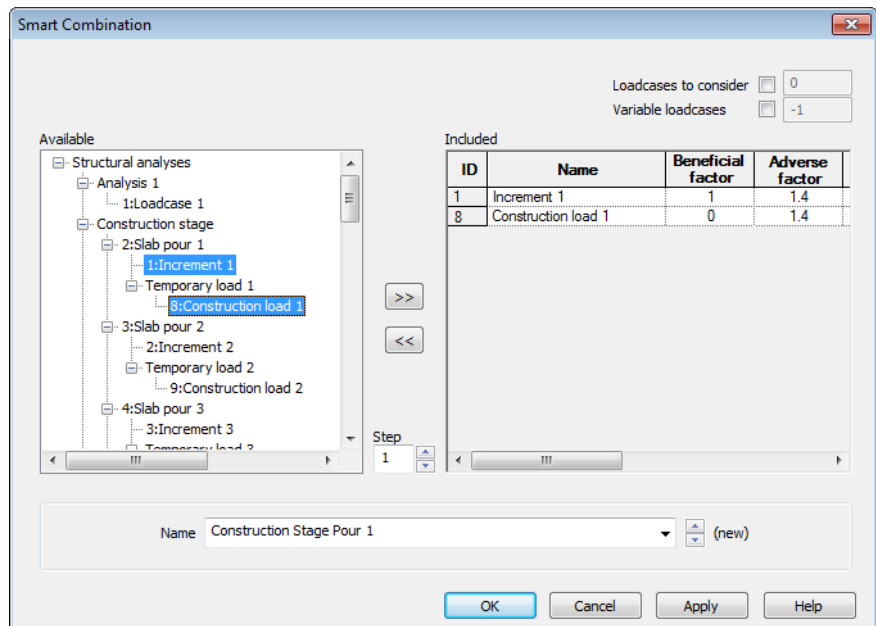 Smart Combination
Loadcases to consider 0
Variable loadcases -1
Available
Structural analyses
Analysis 1
1:Loadcase 1
Construction stage
2:Slab pour 1
1:Increment 1
Temporary load 1
8:Construction load 1
3:Slab pour 2
2:Increment 2
Temporary load 2
9:Construction load 2
4:Slab pour 3
3:Increment 3
Temporary load 3
>>
<<
Step
1
Included
ID Name Beneficial factor Adverse factor
1 Increment 1 1 1.4
8 Construction load 1 0 1.4
Name Construction Stage Pour 1 (new)
OK Cancel Apply Help